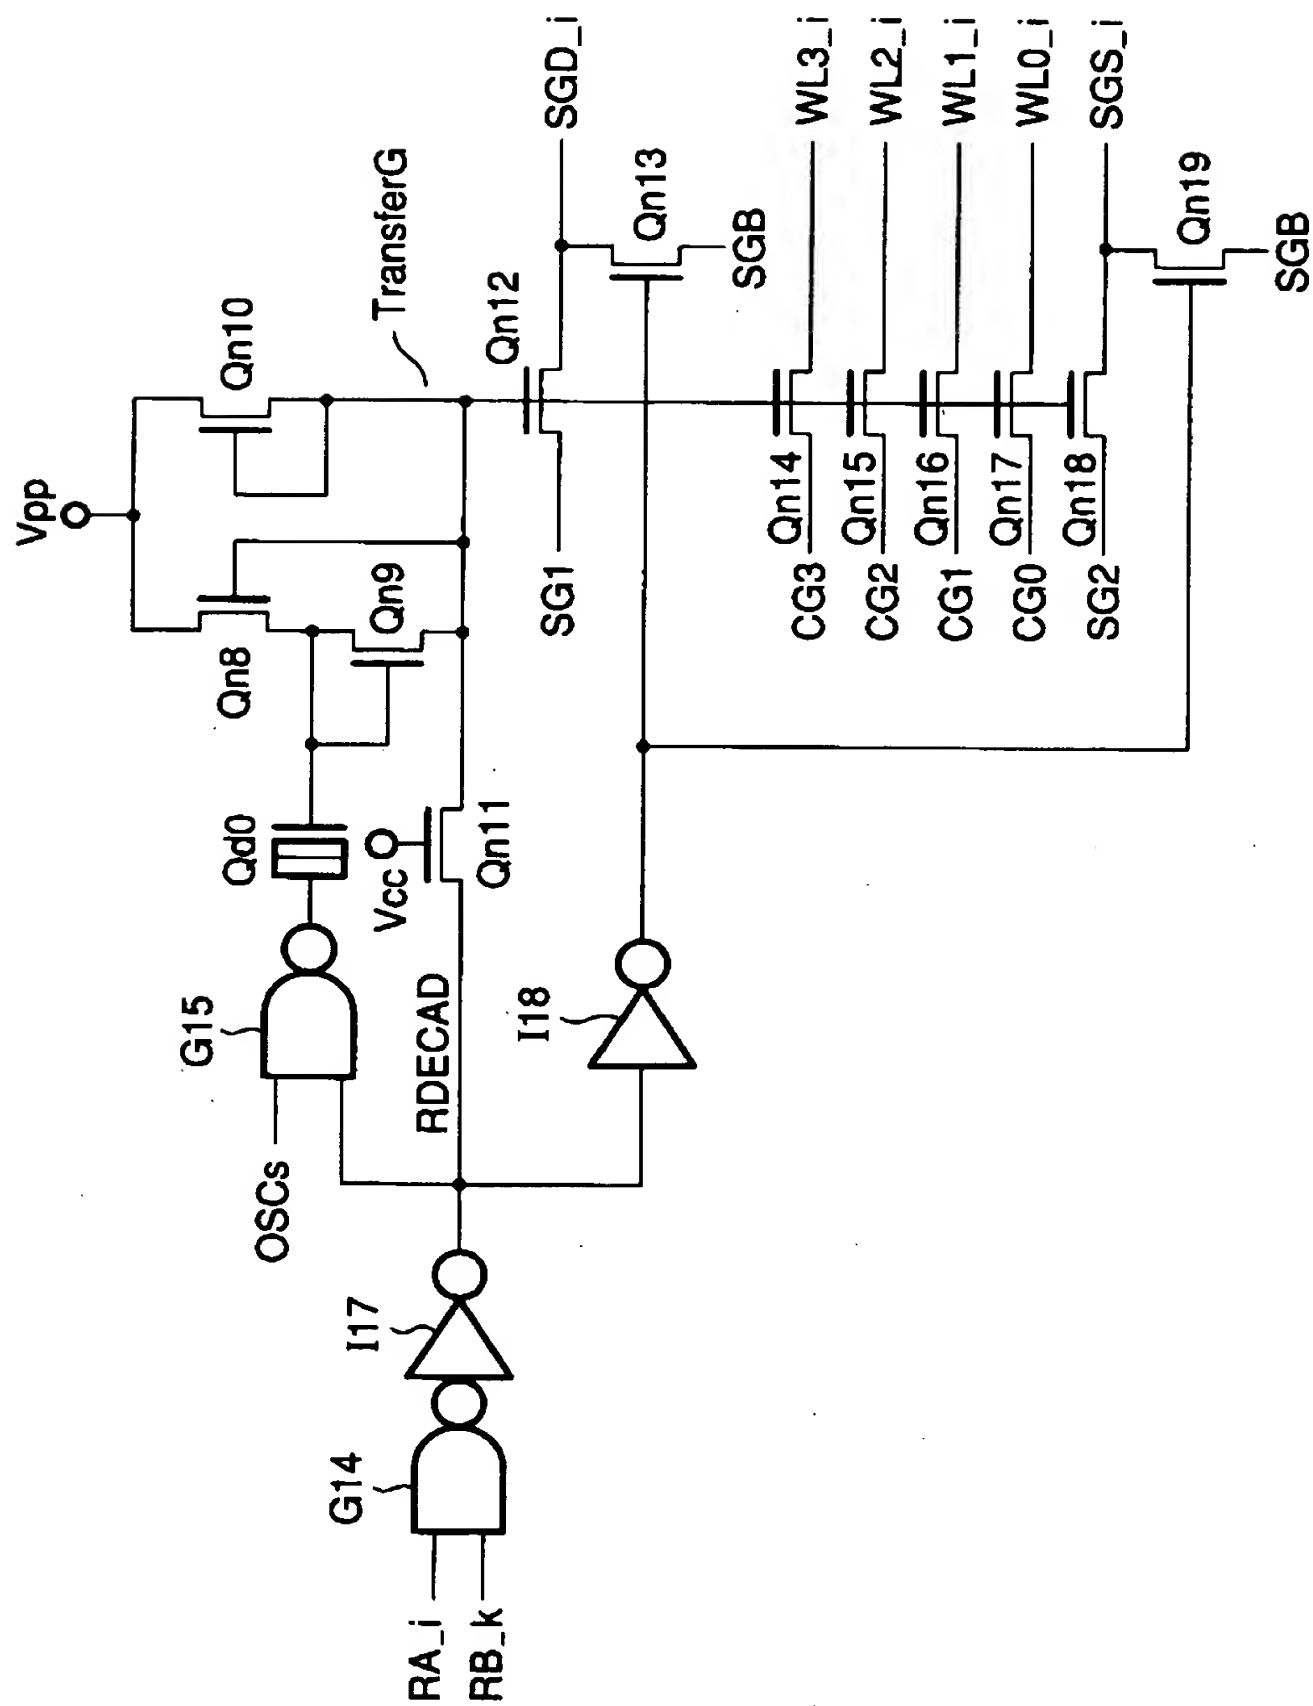 Vpp
Qn10
Qn8
Qn9
TransferG
Qd0
G15
OSCs
Vcc
Qn11
RDECAD
Qn12
SG1
SGD_i
Qn13
SGB
G14
I17
RA_i
RB_k
I18
Qn14
CG3
WL3_i
Qn15
CG2
WL2_i
Qn16
CG1
WL1_i
Qn17
CG0
WL0_i
Qn18
SG2
SGS_i
Qn19
SGB